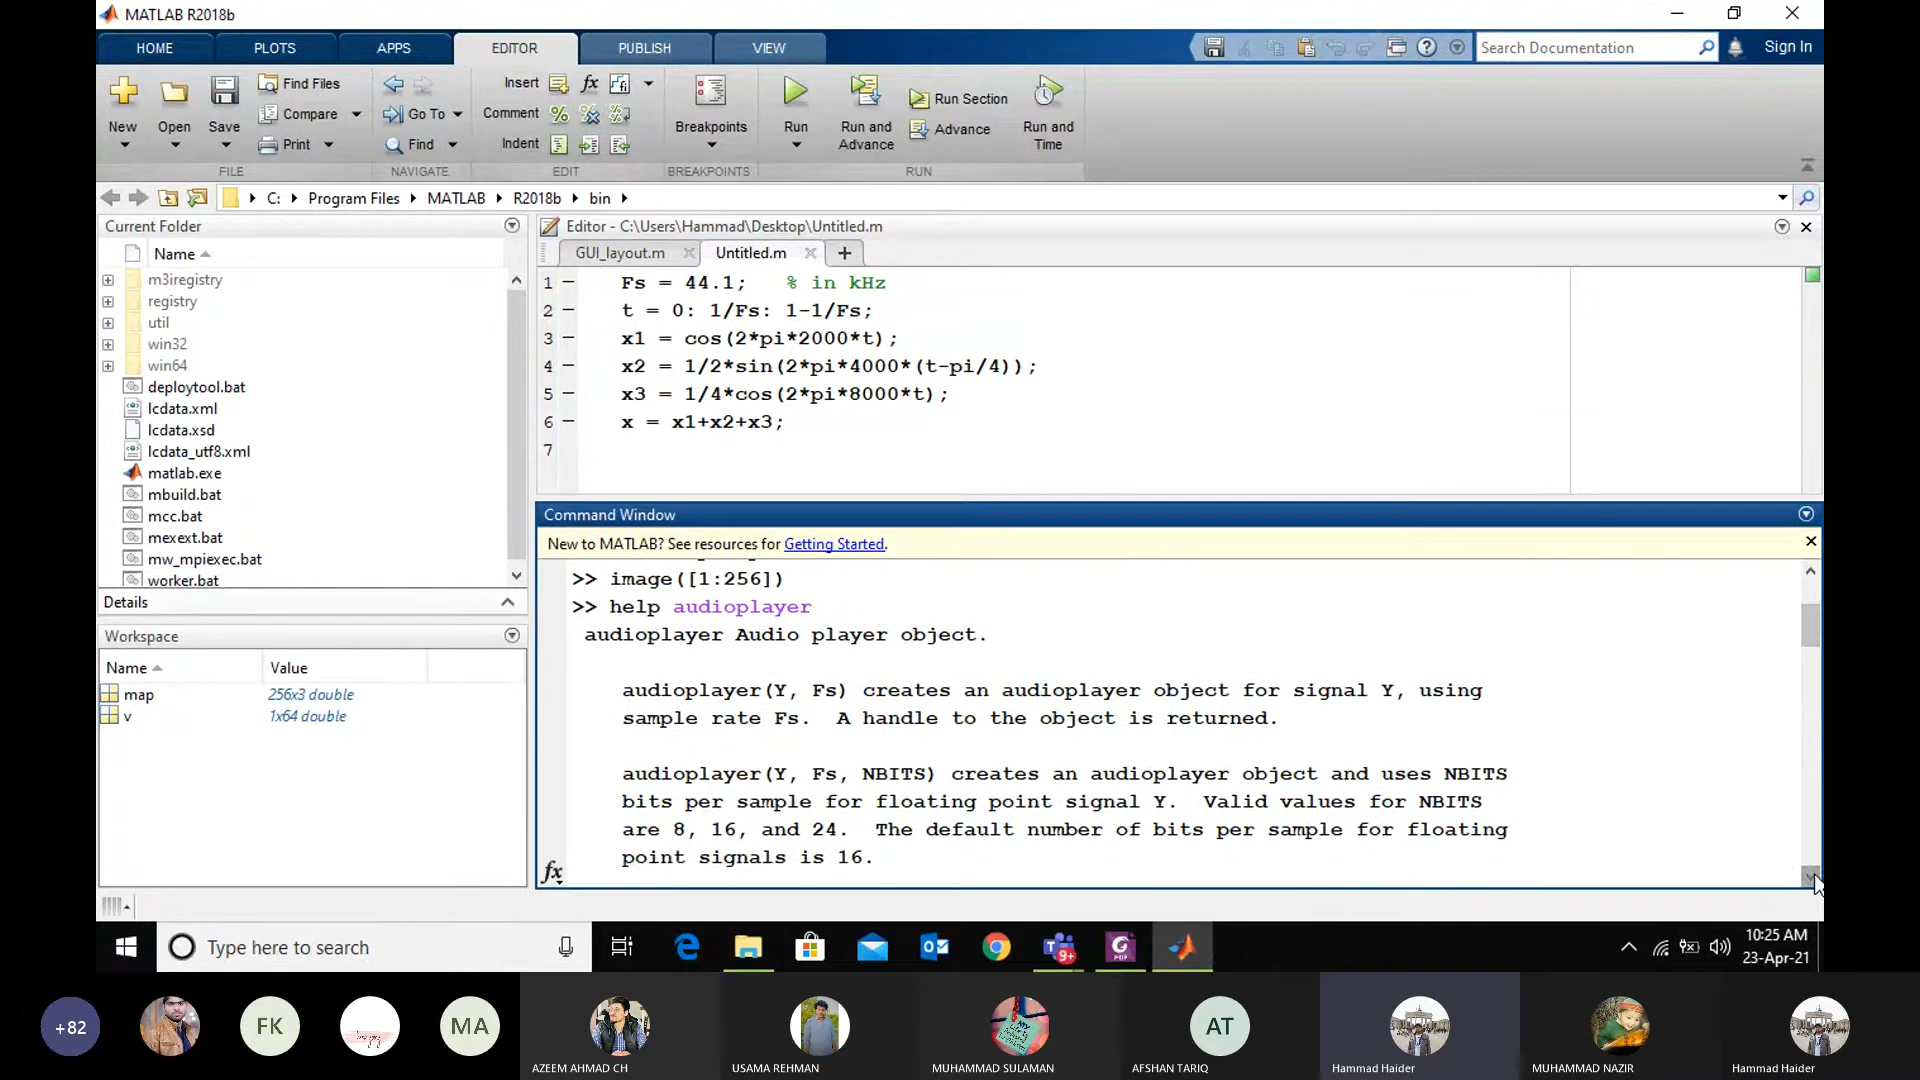 MATLAB R2018b
HOME
PLOTS
APPS
EDITOR
PUBLISH
VIEW
Search Documentation
Sign In
New
Open
Save
Find Files
Compare
Print
Go To
Find
Insert
fx
Comment
Indent
Breakpoints
Run
Run and
Advance
Run Section
Advance
Run and
Time
FILE
NAVIGATE
EDIT
BREAKPOINTS
RUN
C: Program Files MATLAB R2018b bin
Current Folder
Name
m3iregistry
registry
util
win32
win64
deploytool.bat
lcdata.xml
lcdata.xsd
lcdata_utf8.xml
matlab.exe
mbuild.bat
mcc.bat
mexext.bat
mw_mpiexec.bat
worker.bat
Details
Workspace
Name Value
map 256x3 double
v 1x64 double
Editor - C:\Users\Hammad\Desktop\Untitled.m
GUI_layout.m
Untitled.m
1 – Fs = 44.1; % in kHz
2 – t = 0: 1/Fs: 1-1/Fs;
3 – x1 = cos(2*pi*2000*t);
4 – x2 = 1/2*sin(2*pi*4000*(t-pi/4));
5 – x3 = 1/4*cos(2*pi*8000*t);
6 – x = x1+x2+x3;
7
Command Window
New to MATLAB? See resources for Getting Started.
>> image([1:256])
>> help audioplayer
audioplayer Audio player object.
audioplayer(Y, Fs) creates an audioplayer object for signal Y, using
sample rate Fs. A handle to the object is returned.
audioplayer(Y, Fs, NBITS) creates an audioplayer object and uses NBITS
bits per sample for floating point signal Y. Valid values for NBITS
are 8, 16, and 24. The default number of bits per sample for floating
point signals is 16.
fx
Type here to search
9+
PDF
10:25 AM
23-Apr-21
+82
FK
MA
AT
AZEEM AHMAD CH
USAMA REHMAN
MUHAMMAD SULAMAN
AFSHAN TARIQ
Hammad Haider
MUHAMMAD NAZIR
Hammad Haider